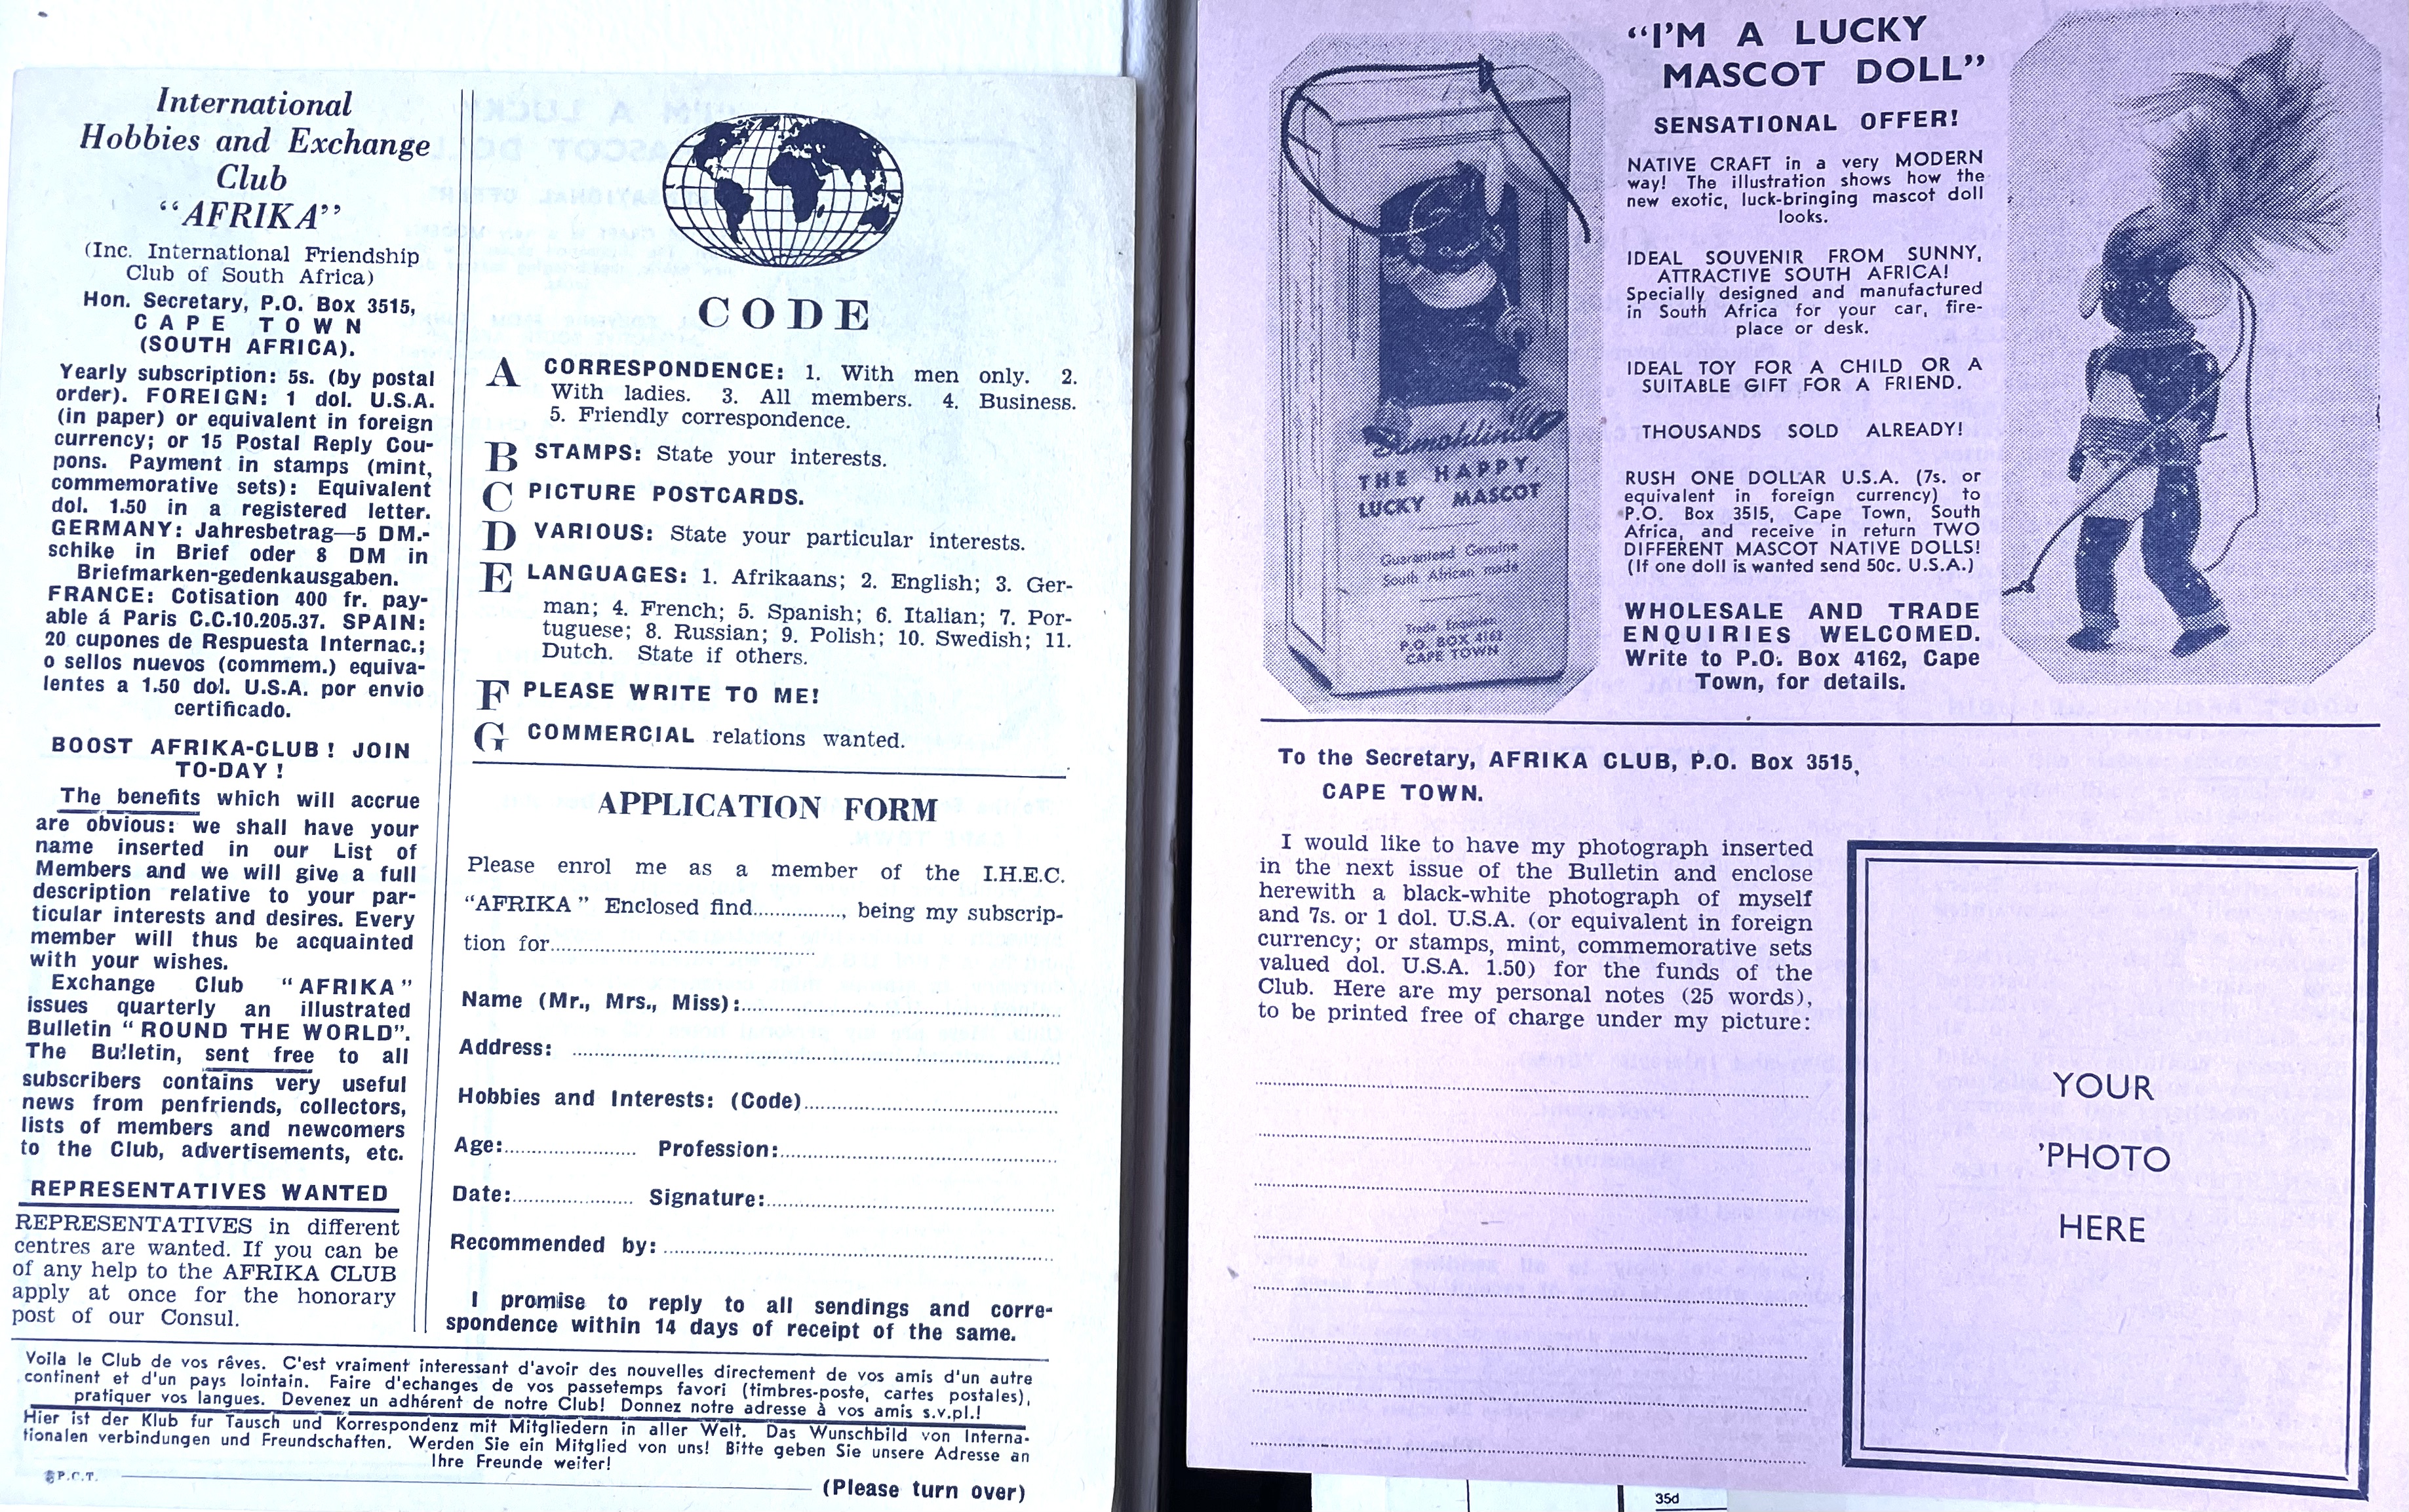 International
Hobbies and Exchange
Club
“AFRIKA”
(Inc. International Friendship
Club of South Africa)
Hon. Secretary, P.O. Box 3515,
CAPE TOWN
(SOUTH AFRICA).
Yearly subscription: 5s. (by postal
order). FOREIGN: 1 dol. U.S.A.
(in paper) or equivalent in foreign
currency; or 15 Postal Reply Cou-
pons. Payment in stamps (mint,
commemorative sets): Equivalent
dol. 1.50 in a registered letter.
GERMANY: Jahresbetrag—5 DM.-
schike in Brief oder 8 DM in
Briefmarken-gedenkausgaben.
FRANCE: Cotisation 400 fr. pay-
able á Paris C.C.10.205.37. SPAIN:
20 cupones de Respuesta Internac.;
o sellos nuevos (commem.) equiva-
lentes a 1.50 dol. U.S.A. por envio
certificado.
BOOST AFRIKA-CLUB! JOIN
TO-DAY!
The benefits which will accrue
are obvious: we shall have your
name inserted in our List of
Members and we will give a full
description relative to your par-
ticular interests and desires. Every
member will thus be acquainted
with your wishes.
Exchange Club “AFRIKA”
issues quarterly an illustrated
Bulletin “ROUND THE WORLD”.
The Bulletin, sent free to all
subscribers contains very useful
news from penfriends, collectors,
lists of members and newcomers
to the Club, advertisements, etc.
REPRESENTATIVES WANTED
REPRESENTATIVES in different
centres are wanted. If you can be
of any help to the AFRIKA CLUB
apply at once for the honorary
post of our Consul.
CODE
A CORRESPONDENCE: 1. With men only. 2.
With ladies. 3. All members. 4. Business.
5. Friendly correspondence.
B STAMPS: State your interests.
C PICTURE POSTCARDS.
D VARIOUS: State your particular interests.
E LANGUAGES: 1. Afrikaans; 2. English; 3. Ger-
man; 4. French; 5. Spanish; 6. Italian; 7. Por-
tuguese; 8. Russian; 9. Polish; 10. Swedish; 11.
Dutch. State if others.
F PLEASE WRITE TO ME!
G COMMERCIAL relations wanted.
APPLICATION FORM
Please enrol me as a member of the I.H.E.C.
“AFRIKA” Enclosed find..............., being my subscrip-
tion for.............................................
Name (Mr., Mrs., Miss):.............................................
Address: .............................................
Hobbies and Interests: (Code).............................................
Age:...................... Profession:.............................................
Date:.................... Signature:.............................................
Recommended by: .............................................
I promise to reply to all sendings and corre-
spondence within 14 days of receipt of the same.
Voila le Club de vos rêves. C'est vraiment interessant d'avoir des nouvelles directement de vos amis d'un autre
continent et d'un pays lointain. Faire d'echanges de vos passetemps favori (timbres-poste, cartes postales),
pratiquer vos langues. Devenez un adhérent de notre Club! Donnez notre adresse à vos amis s.v.pl.!
Hier ist der Klub fur Tausch und Korrespondenz mit Mitgliedern in aller Welt. Das Wunschbild von Interna-
tionalen verbindungen und Freundschaften. Werden Sie ein Mitglied von uns! Bitte geben Sie unsere Adresse an
Ihre Freunde weiter!
P.C.T.
(Please turn over)
“I'M A LUCKY
MASCOT DOLL”
SENSATIONAL OFFER!
NATIVE CRAFT in a very MODERN
way! The illustration shows how the
new exotic, luck-bringing mascot doll
looks.
IDEAL SOUVENIR FROM SUNNY,
ATTRACTIVE SOUTH AFRICA!
Specially designed and manufactured
in South Africa for your car, fire-
place or desk.
IDEAL TOY FOR A CHILD OR A
SUITABLE GIFT FOR A FRIEND.
THOUSANDS SOLD ALREADY!
RUSH ONE DOLLAR U.S.A. (7s. or
equivalent in foreign currency) to
P.O. Box 3515, Cape Town, South
Africa, and receive in return TWO
DIFFERENT MASCOT NATIVE DOLLS!
(If one doll is wanted send 50c. U.S.A.)
WHOLESALE AND TRADE
ENQUIRIES WELCOMED.
Write to P.O. Box 4162, Cape
Town, for details.
THE HAPPY,
LUCKY MASCOT
Guaranteed Genuine
South African made
Trade Enquiries
P.O. BOX 4162
CAPE TOWN
To the Secretary, AFRIKA CLUB, P.O. Box 3515,
CAPE TOWN.
I would like to have my photograph inserted
in the next issue of the Bulletin and enclose
herewith a black-white photograph of myself
and 7s. or 1 dol. U.S.A. (or equivalent in foreign
currency; or stamps, mint, commemorative sets
valued dol. U.S.A. 1.50) for the funds of the
Club. Here are my personal notes (25 words),
to be printed free of charge under my picture:
YOUR
'PHOTO
HERE
35d